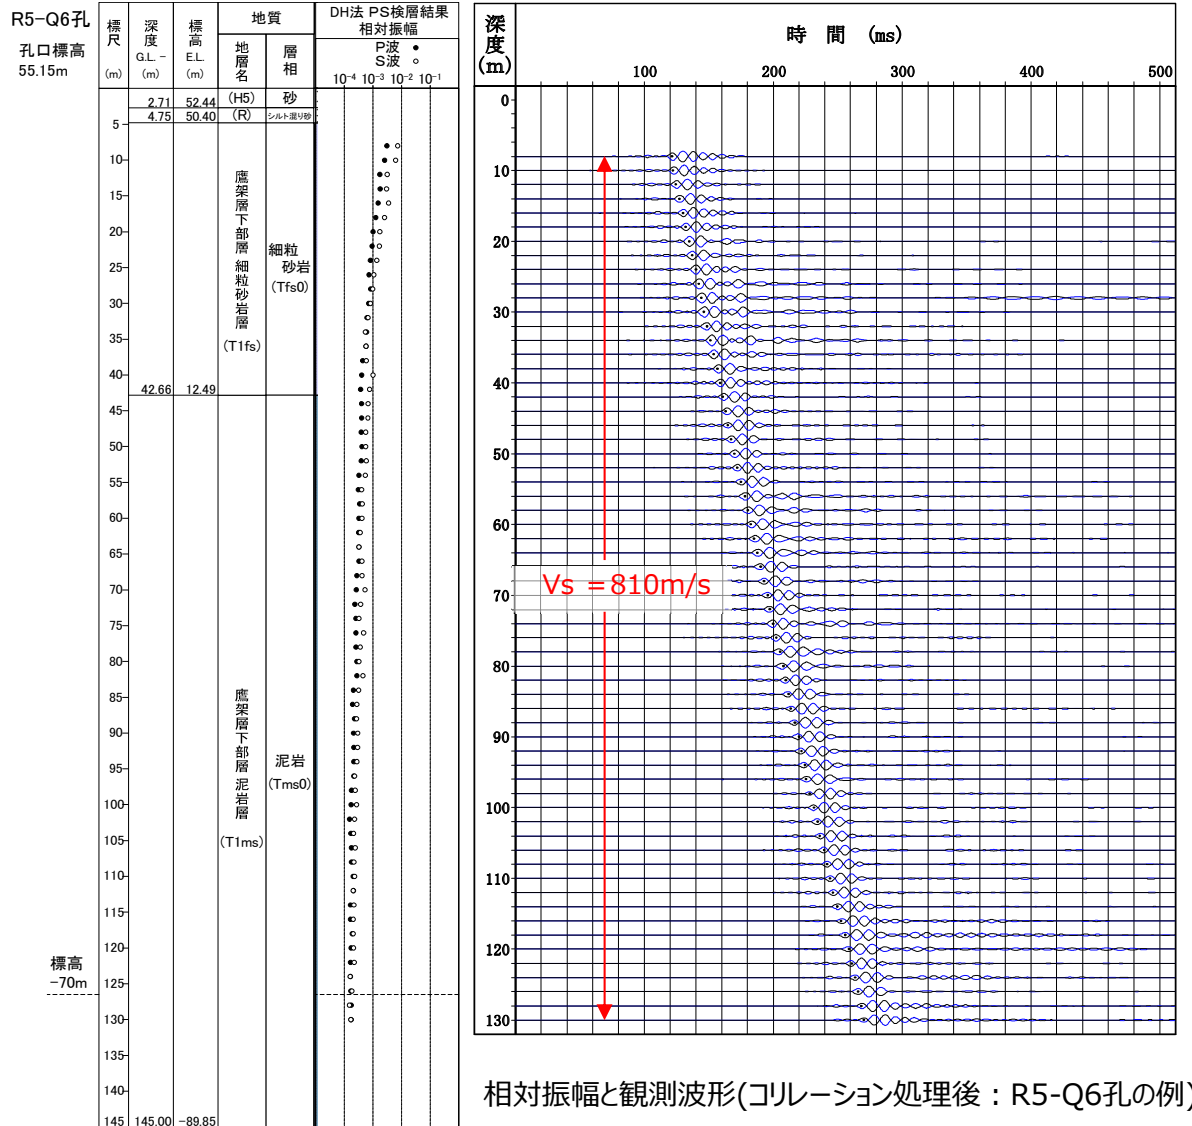 R5-Q6孔
孔口標高
55.15m
標尺
(m)
深度
G.L. -
(m)
標高
E.L.
(m)
地質
地層名
層相
DH法 PS検層結果
相対振幅
P波 ●
S波 ○
10-4 10-3 10-2 10-1
2.71 52.44 (H5) 砂
4.75 50.40 (R) シルト混り砂
5
10
15
20
25
30
35
40
42.66 12.49
45
50
55
60
65
70
75
80
85
90
95
100
105
110
115
120
125
130
135
140
145 145.00 -89.85
鷹架層下部層 細粒砂岩層
(T1fs)
細粒
砂岩
(Tfs0)
鷹架層下部層 泥岩層
(T1ms)
泥岩
(Tms0)
標高
-70m
深度
(m)
時 間 (ms)
100 200 300 400 500
0
10
20
30
40
50
60
70
80
90
100
110
120
130
Vs =810m/s
相対振幅と観測波形(コリレーション処理後:R5-Q6孔の例)